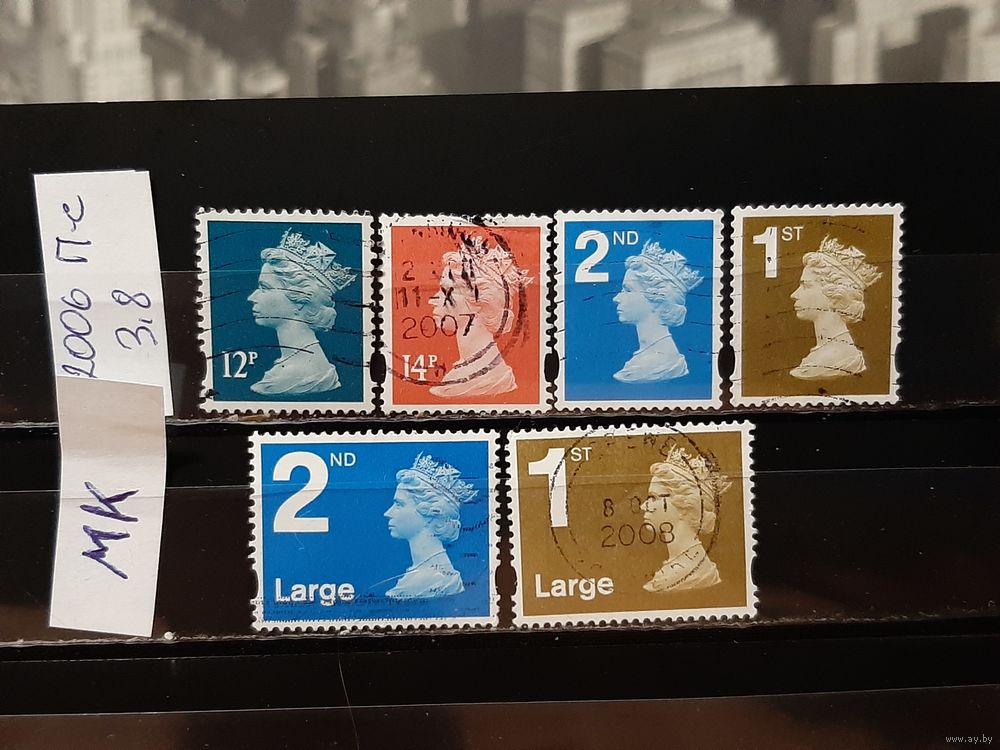 2006 П-с
3,8
МК
12P
14P
11 X
2007
2ND
1ST
2ND
Large
1ST
Large
8 OCT
2008
www.ay.by